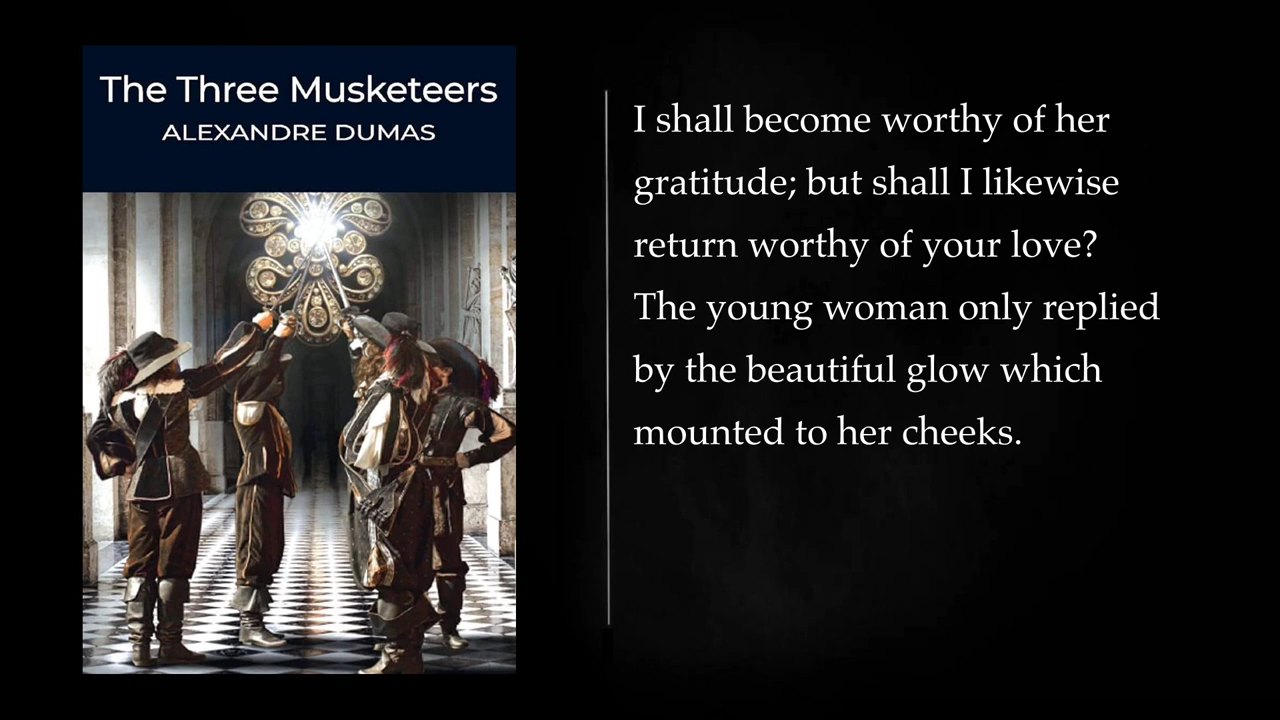 The Three Musketeers
ALEXANDRE DUMAS
I shall become worthy of her
gratitude; but shall I likewise
return worthy of your love?
The young woman only replied
by the beautiful glow which
mounted to her cheeks.